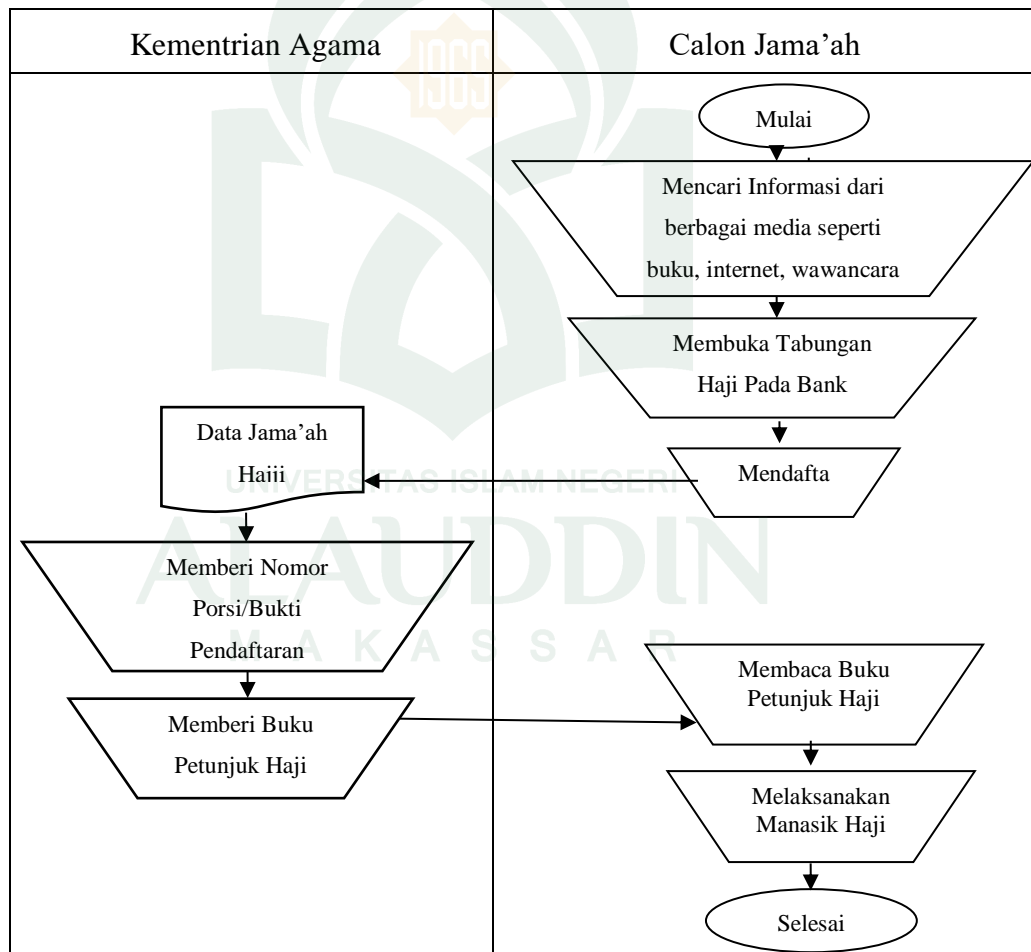 Kementrian Agama
Calon Jama’ah
Mulai
Mencari Informasi dari
berbagai media seperti
buku, internet, wawancara
Membuka Tabungan
Haji Pada Bank
Mendafta
Data Jama’ah
Haiii
Memberi Nomor
Porsi/Bukti
Pendaftaran
Memberi Buku
Petunjuk Haji
Membaca Buku
Petunjuk Haji
Melaksanakan
Manasik Haji
Selesai
1965
UNIVERSITAS ISLAM NEGERI
ALAUDDIN
MAKASSAR